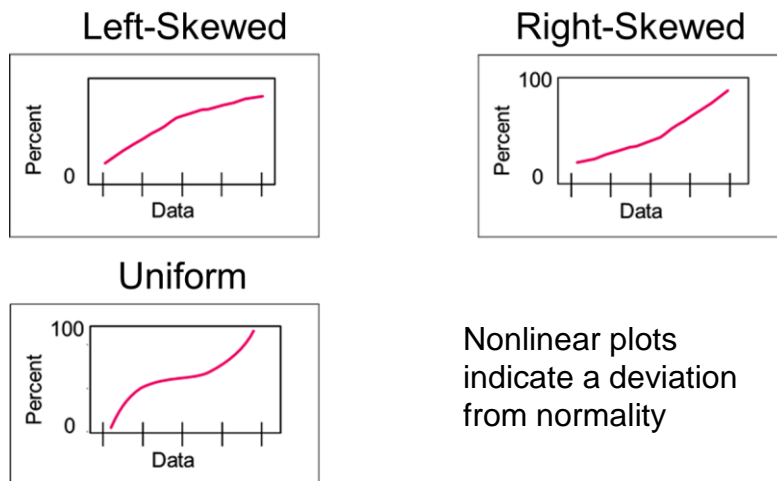 Left-Skewed
Percent
0
Data
Right-Skewed
100
Percent
0
Data
Uniform
100
Percent
0
Data
Nonlinear plots
indicate a deviation
from normality